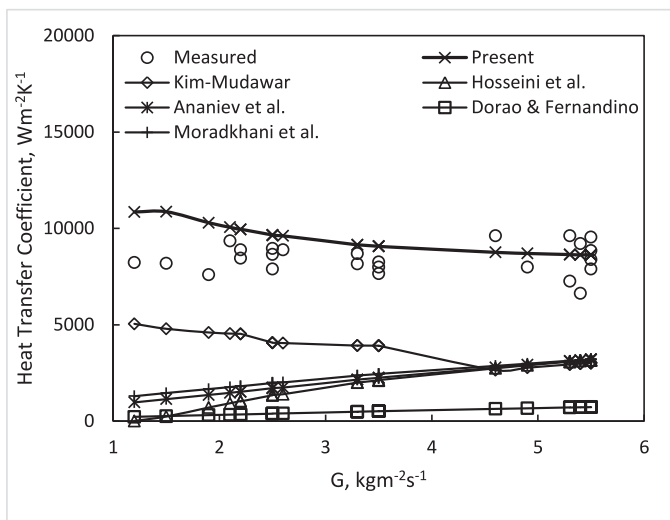 20000
15000
10000
5000
0
Heat Transfer Coefficient, Wm⁻²K⁻¹
Measured
Present
Kim-Mudawar
Hosseini et al.
Ananiev et al.
Dorao & Fernandino
Moradkhani et al.
1 2 3 4 5 6
G, kgm⁻²s⁻¹